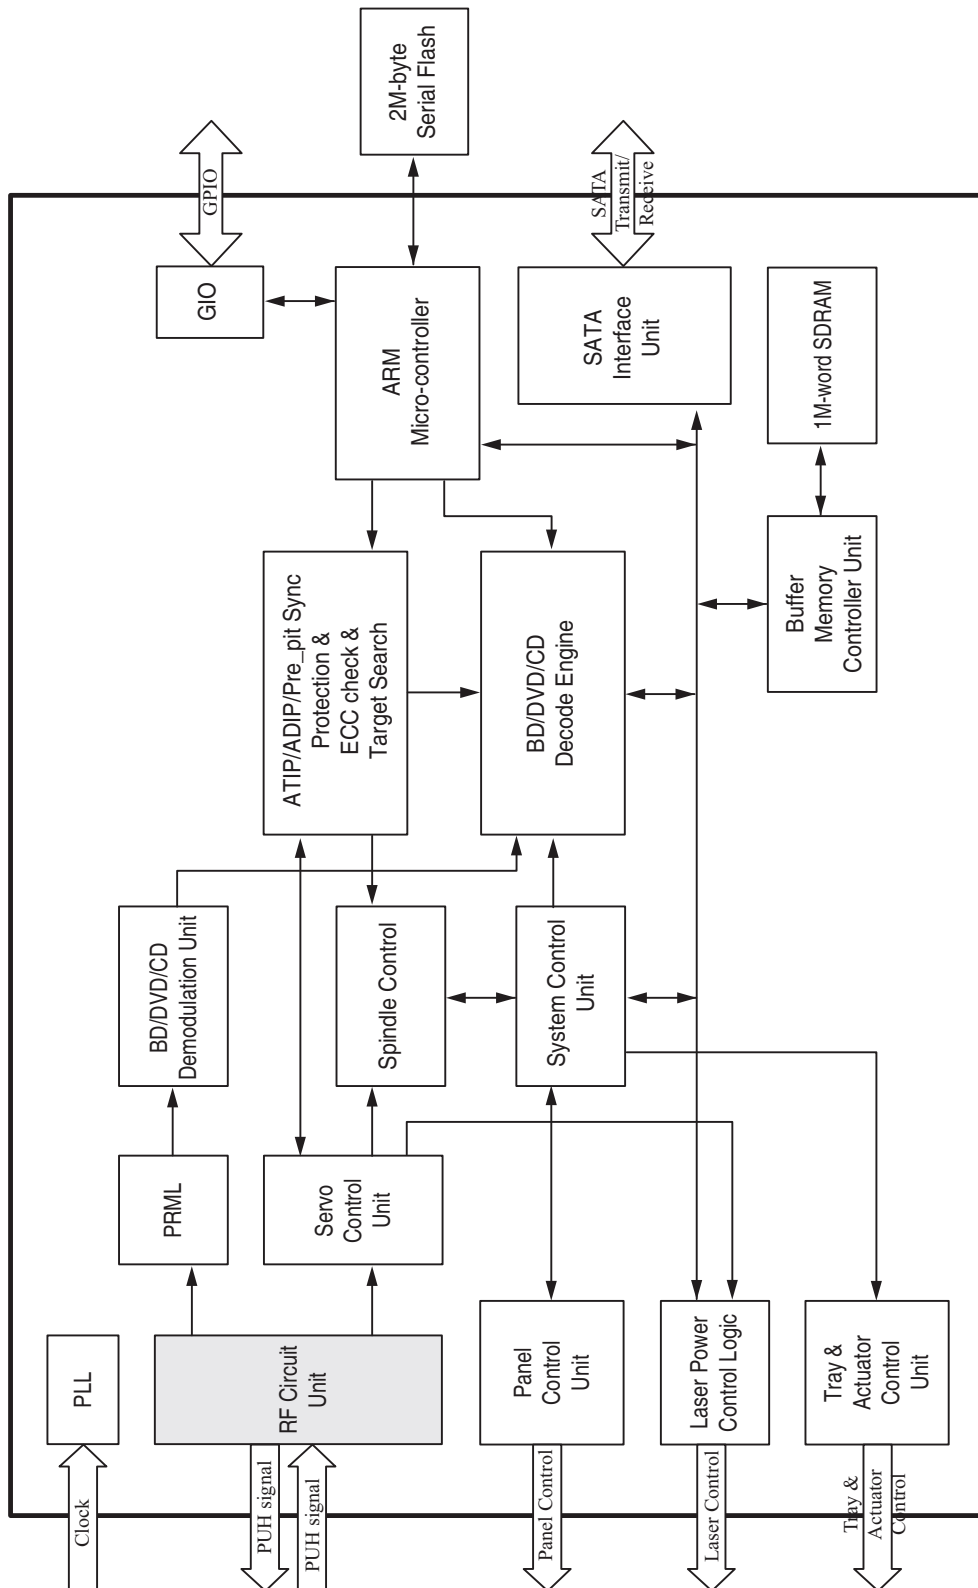 Clock
PLL
PUH signal
PUH signal
RF Circuit
Unit
PRML
BD/DVD/CD
Demodulation Unit
Servo
Control
Unit
Spindle Control
ATIP/ADIP/Pre_pit Sync
Protection &
ECC check &
Target Search
GIO
GPIO
ARM
Micro-controller
2M-byte
Serial Flash
Panel Control
Panel
Control
Unit
System Control
Unit
BD/DVD/CD
Decode Engine
SATA
Interface
Unit
SATA
Transmit/
Receive
Laser Control
Laser Power
Control Logic
Tray &
Actuator
Control
Tray &
Actuator
Control
Unit
Buffer
Memory
Controller Unit
1M-word SDRAM